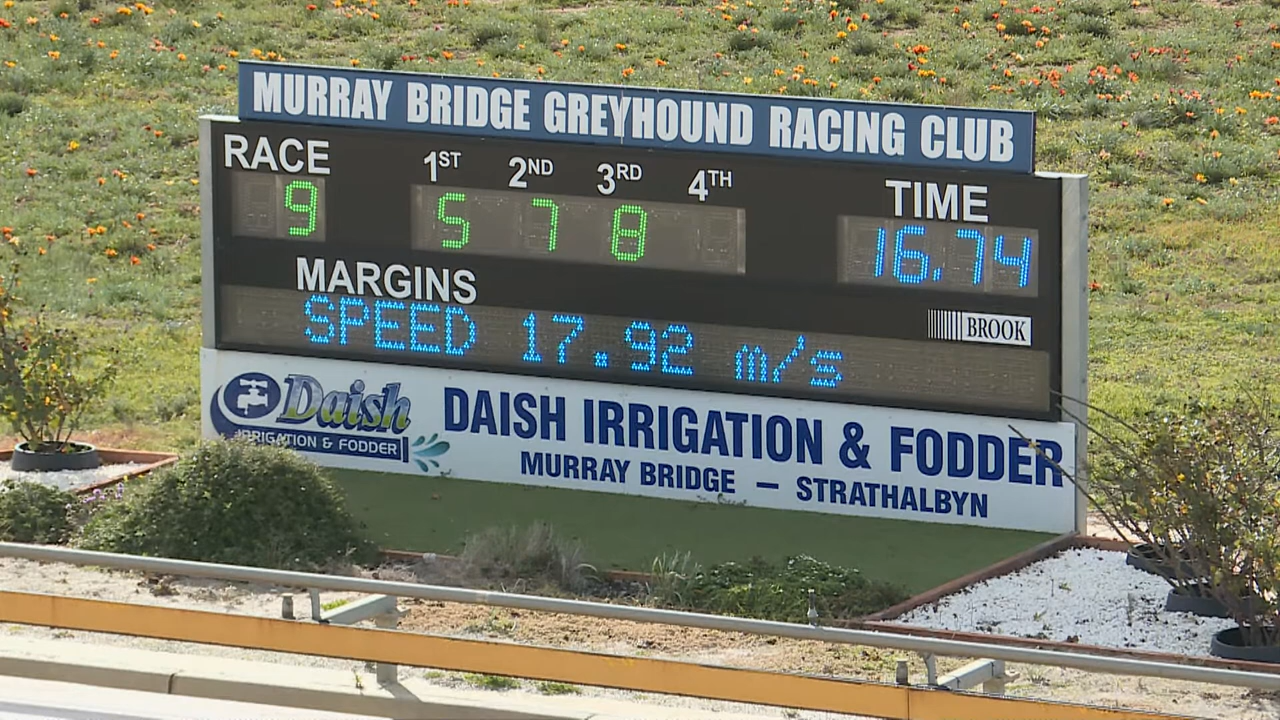 MURRAY BRIDGE GREYHOUND RACING CLUB
RACE 1ST 2ND 3RD 4TH TIME
9 5 7 8 16.74
MARGINS
BROOK
SPEED 17.92 m/s
Daish
IRRIGATION & FODDER
DAISH IRRIGATION & FODDER
MURRAY BRIDGE – STRATHALBYN